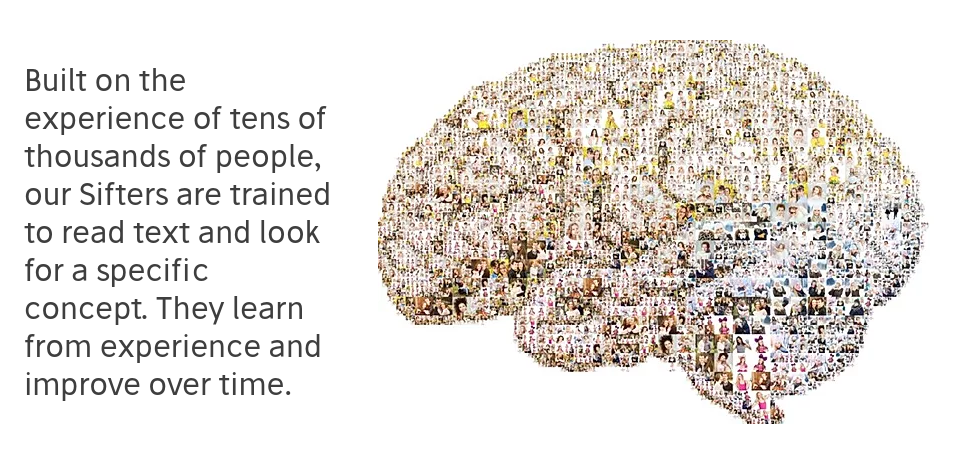 Built on the
experience of tens of
thousands of people,
our Sifters are trained
to read text and look
for a specific
concept. They learn
from experience and
improve over time.